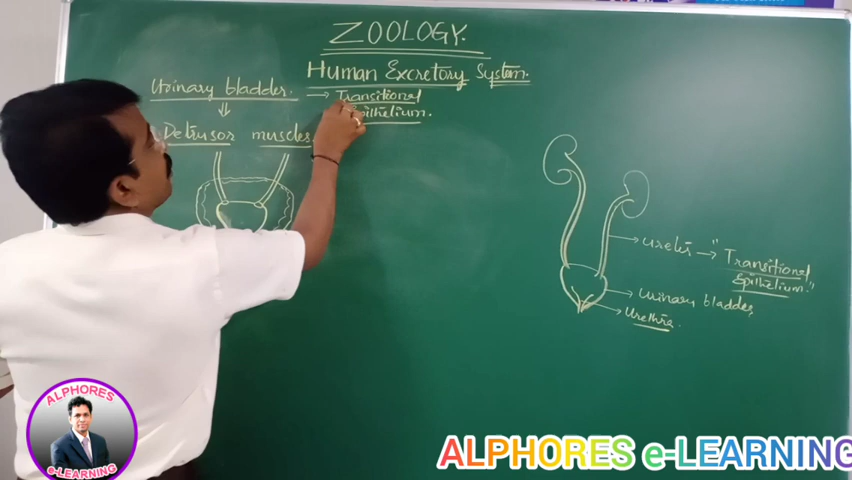 ZOOLOGY.
Human Excretory System.
Urinary bladder. → Transitional
Epithelium.
Detrusor muscles
ureter → "Transitional
Epithelium."
Urinary bladder
Urethra.
ALPHORES
e-LEARNING
ALPHORES e-LEARNING